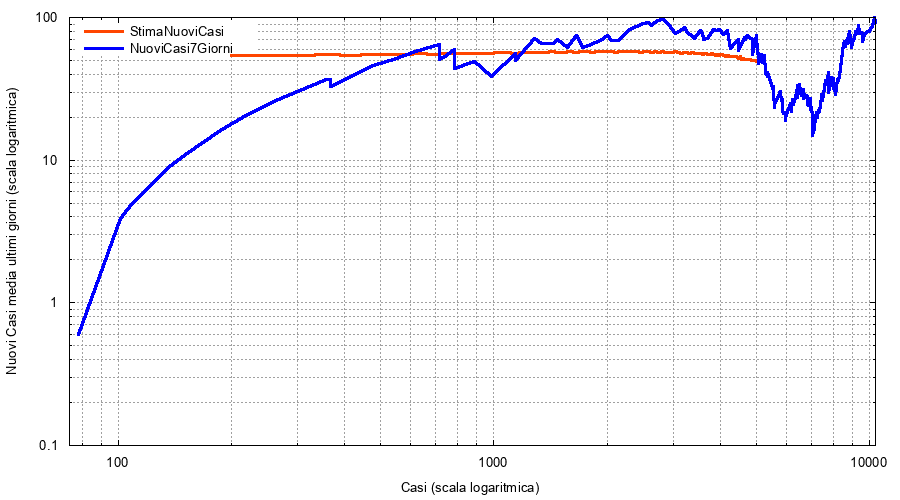 100
StimaNuoviCasi
NuoviCasi7Giorni
10
1
0.1
Nuovi Casi media ultimi giorni (scala logaritmica)
100
1000
10000
Casi (scala logaritmica)